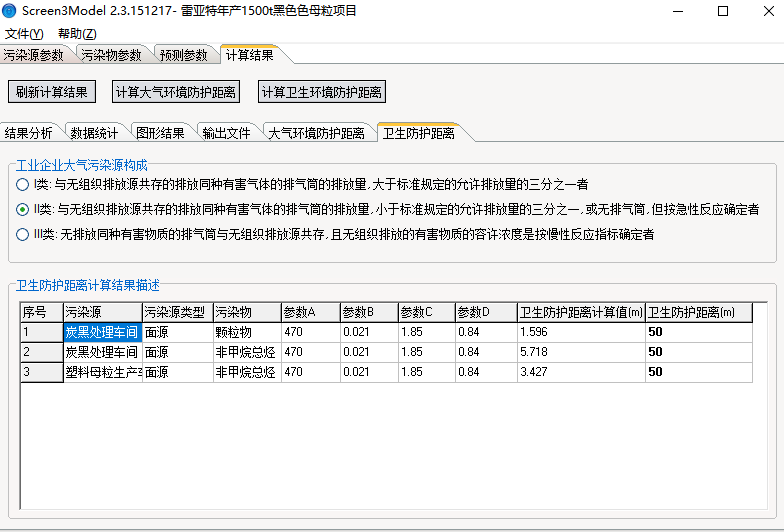 Screen3Model 2.3.151217- 雷亚特年产1500t黑色色母粒项目
文件(Y) 帮助(Z)
污染源参数 污染物参数 预测参数 计算结果
刷新计算结果 计算大气环境防护距离 计算卫生环境防护距离
结果分析 数据统计 图形结果 输出文件 大气环境防护距离 卫生防护距离
工业企业大气污染源构成
I类: 与无组织排放源共存的排放同种有害气体的排气筒的排放量,大于标准规定的允许排放量的三分之一者
II类: 与无组织排放源共存的排放同种有害气体的排气筒的排放量,小于标准规定的允许排放量的三分之一,或无排气筒,但按急性反应确定者
III类: 无排放同种有害物质的排气筒与无组织排放源共存,且无组织排放的有害物质的容许浓度是按慢性反应指标确定者
卫生防护距离计算结果描述
序号 污染源 污染源类型 污染物 参数A 参数B 参数C 参数D 卫生防护距离计算值(m) 卫生防护距离(m)
1 炭黑处理车间 面源 颗粒物 470 0.021 1.85 0.84 1.596 50
2 炭黑处理车间 面源 非甲烷总烃 470 0.021 1.85 0.84 5.718 50
3 塑料母粒生产 面源 非甲烷总烃 470 0.021 1.85 0.84 3.427 50